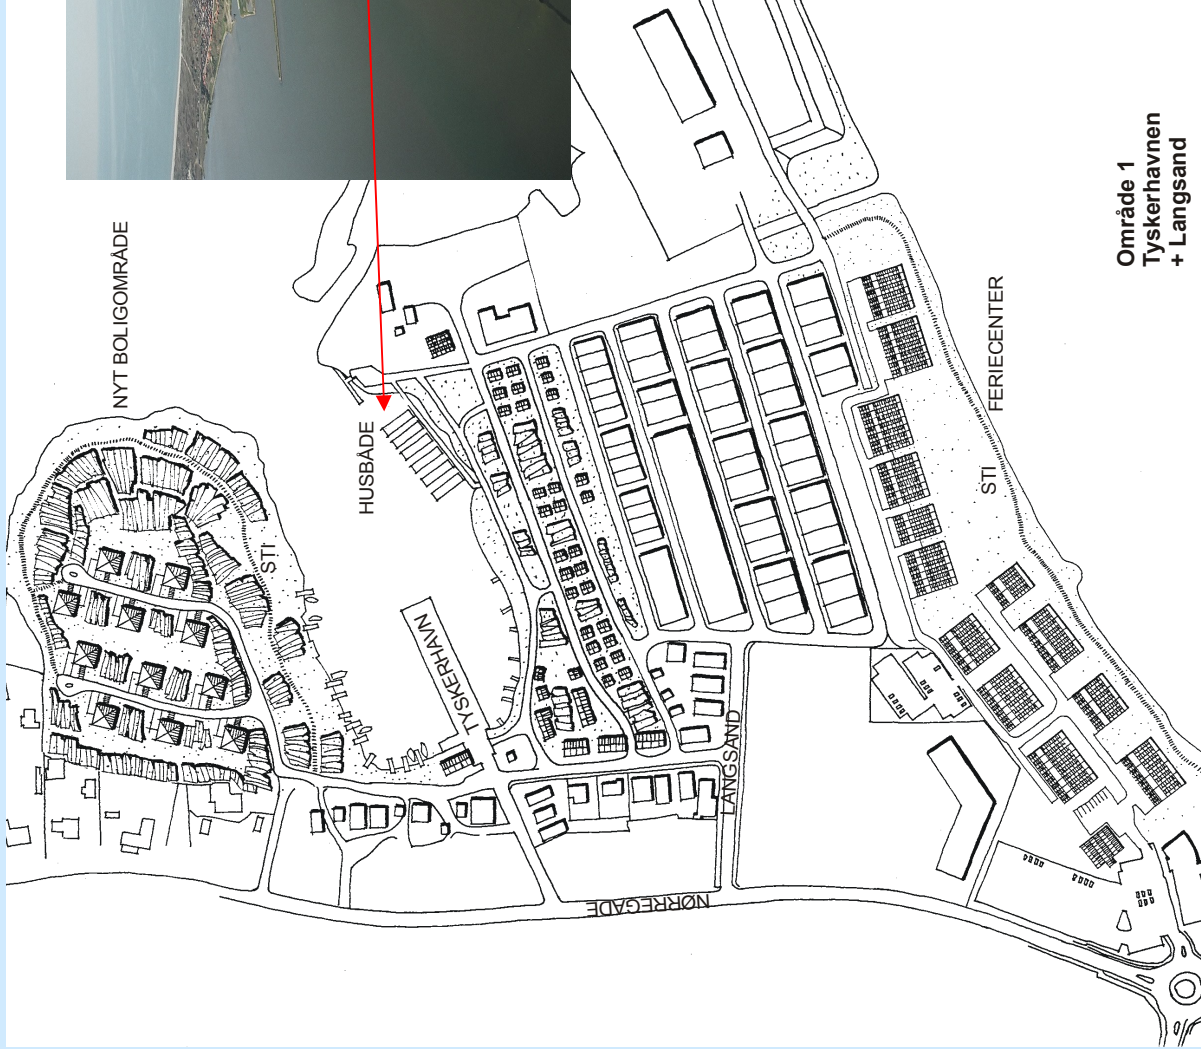 Område 1
Tyskerhavnen
+ Langsand
NYT BOLIGOMRÅDE
HUSBÅDE
STI
TYSKERHAVN
FERIECENTER
STI
LANGSAND
NØRREGADE